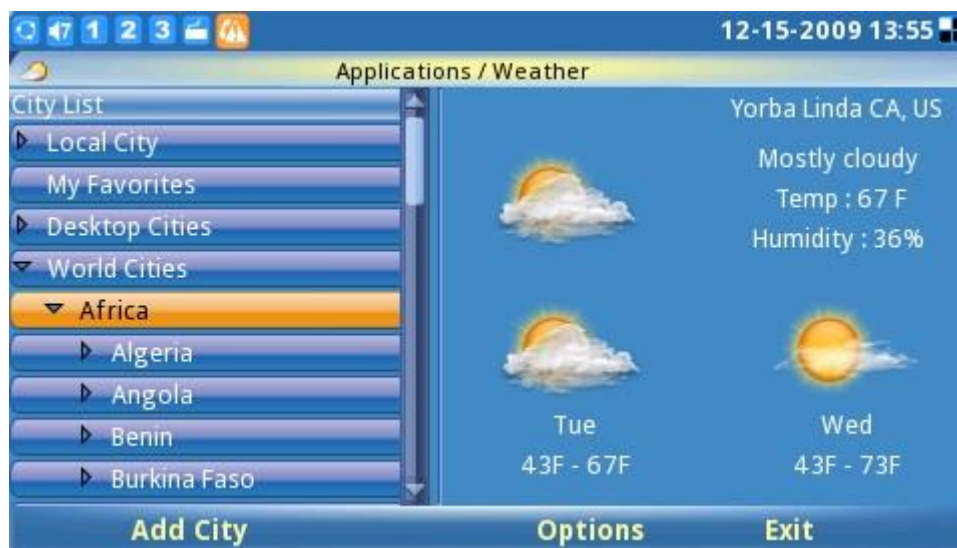 7 1 2 3
12-15-2009 13:55
Applications / Weather
City List
Local City
My Favorites
Desktop Cities
World Cities
Africa
Algeria
Angola
Benin
Burkina Faso
Yorba Linda CA, US
Mostly cloudy
Temp : 67 F
Humidity : 36%
Tue
43F - 67F
Wed
43F - 73F
Add City
Options
Exit